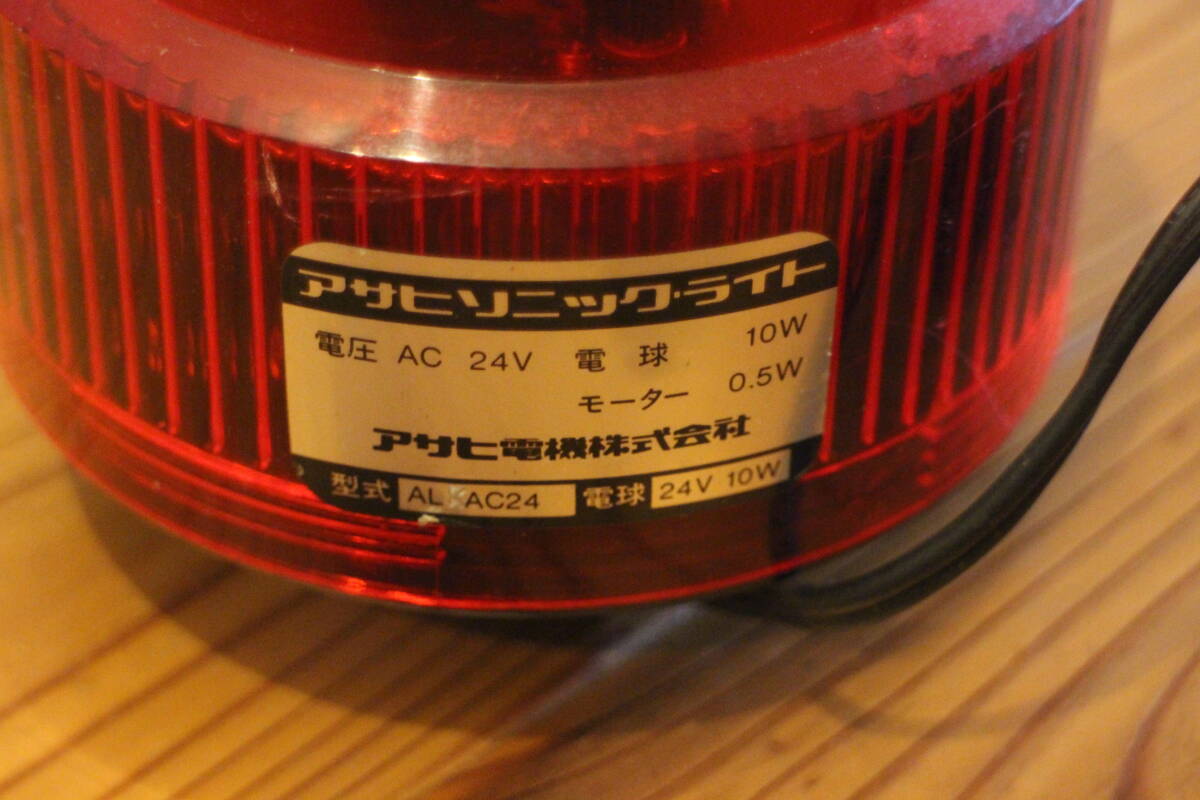 アサヒソニック・ライト
電圧 AC 24V 電球 10W
モーター 0.5W
アサヒ電機株式会社
型式 ALKAC24 電球 24V 10W